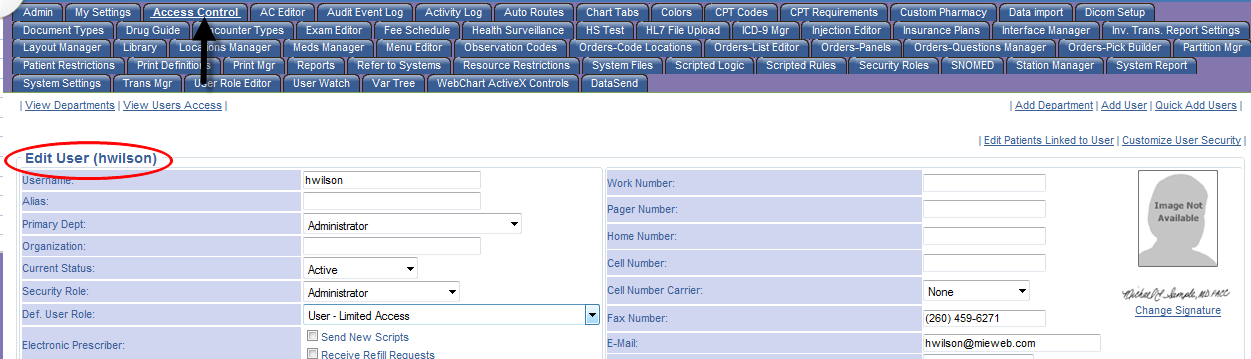 Admin My Settings Access Control AC Editor Audit Event Log Activity Log Auto Routes Chart Tabs Colors CPT Codes CPT Requirements Custom Pharmacy Data import Dicom Setup
Document Types Drug Guide Encounter Types Exam Editor Fee Schedule Health Surveillance HS Test HL7 File Upload ICD-9 Mgr Injection Editor Insurance Plans Interface Manager Inv. Trans. Report Settings
Layout Manager Library Locations Manager Meds Manager Menu Editor Observation Codes Orders-Code Locations Orders-List Editor Orders-Panels Orders-Questions Manager Orders-Pick Builder Partition Mgr
Patient Restrictions Print Definitions Print Mgr Reports Refer to Systems Resource Restrictions System Files Scripted Logic Scripted Rules Security Roles SNOMED Station Manager System Report
System Settings Trans Mgr User Role Editor User Watch Var Tree WebChart ActiveX Controls DataSend
| View Departments | View Users Access | | Add Department | Add User | Quick Add Users |
| Edit Patients Linked to User | Customize User Security |
Edit User (hwilson)
Username: hwilson
Alias:
Primary Dept: Administrator
Organization:
Current Status: Active
Security Role: Administrator
Def. User Role: User - Limited Access
Electronic Prescriber: Send New Scripts
Receive Refill Requests
Work Number:
Pager Number:
Home Number:
Cell Number:
Cell Number Carrier: None
Fax Number: (260) 459-6271
E-Mail: hwilson@mieweb.com
Image Not
Available
Michael F. Sample, MD. FACC
Change Signature